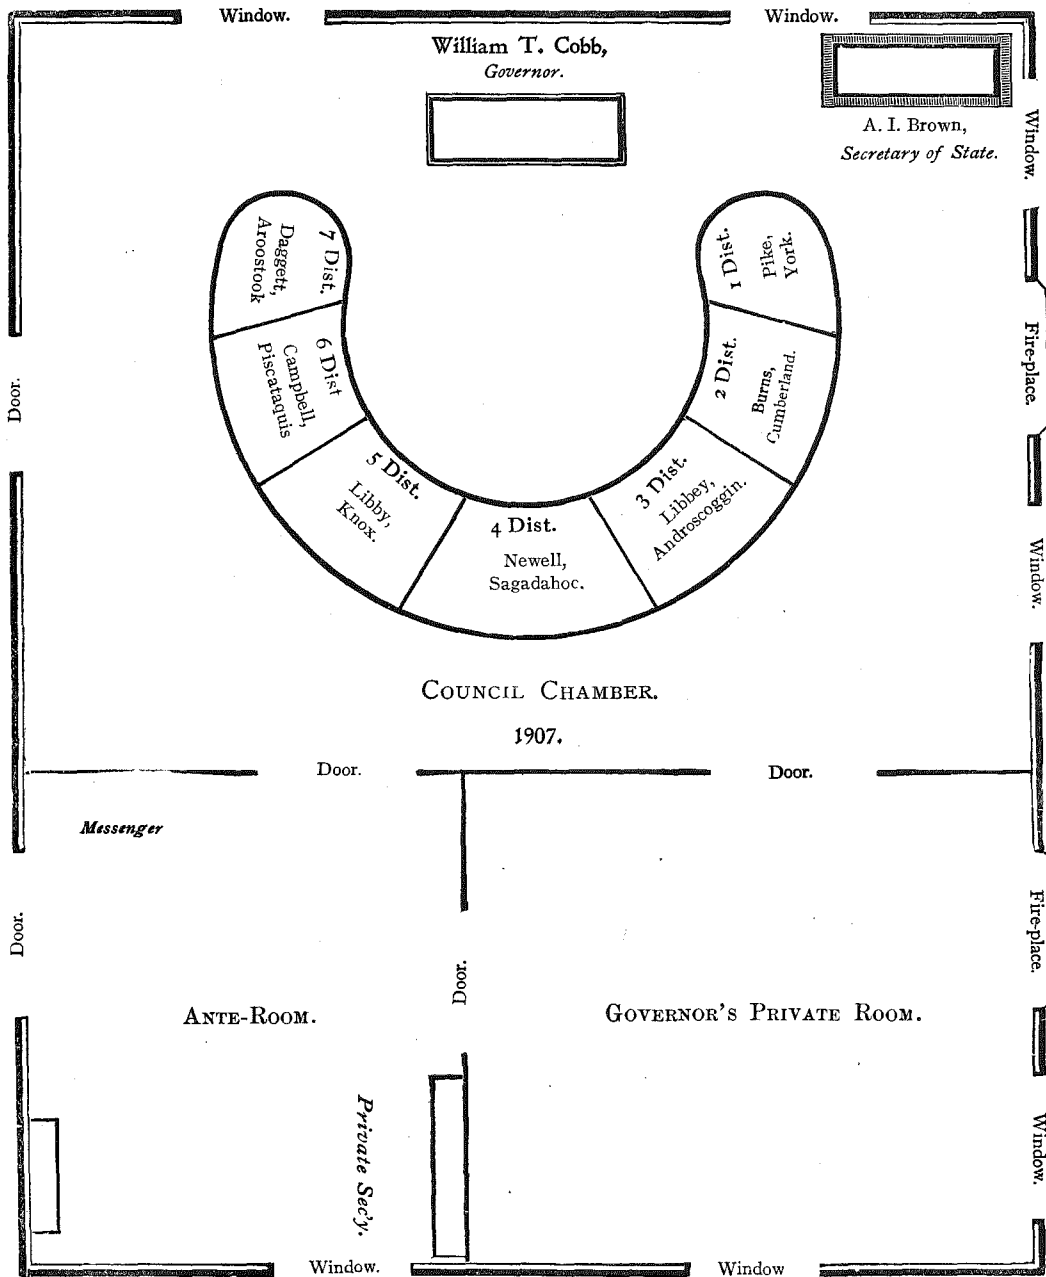 Window.
Window.
William T. Cobb,
Governor.
A. I. Brown,
Secretary of State.
Window.
7 Dist.
Daggett,
Aroostook
1 Dist.
Pike,
York.
Door.
6 Dist
Campbell,
Piscataquis
2 Dist.
Burns,
Cumberland.
Fire-place.
5 Dist.
Libby,
Knox.
4 Dist.
Newell,
Sagadahoc.
3 Dist.
Libbey,
Androscoggin.
Window.
COUNCIL CHAMBER.
1907.
Door.
Door.
Messenger
Door.
Door.
Fire-place.
ANTE-ROOM.
GOVERNOR'S PRIVATE ROOM.
Private Sec'y.
Window.
Window.
Window